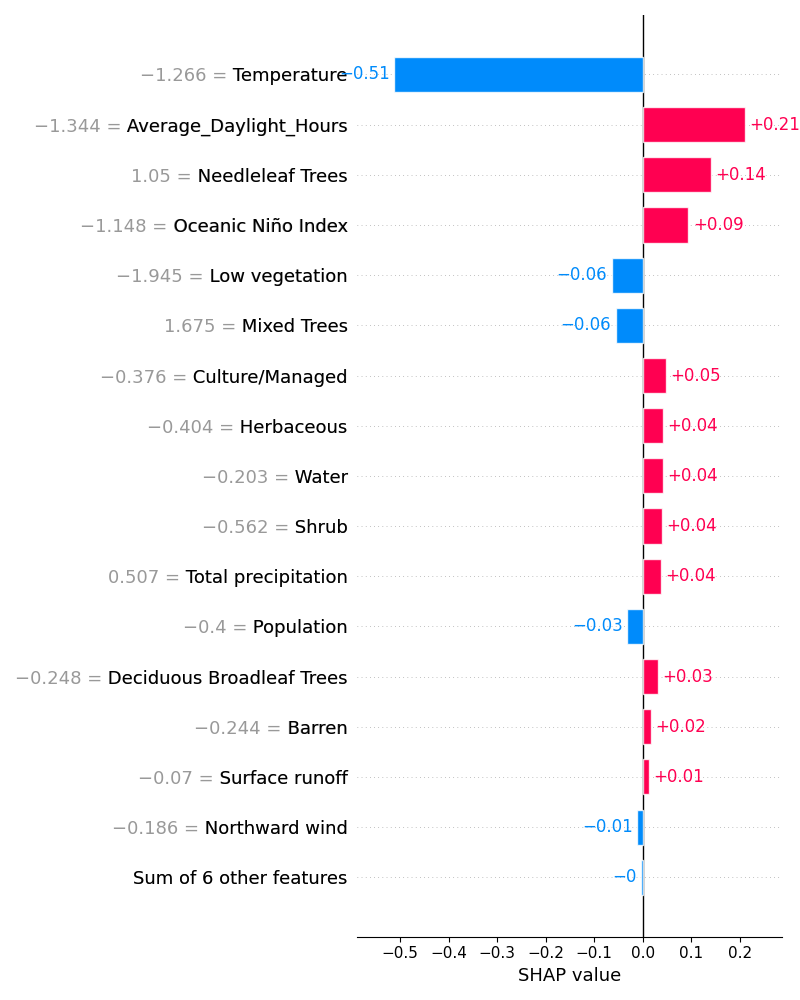 −1.266 = Temperature −0.51
−1.344 = Average_Daylight_Hours +0.21
1.05 = Needleleaf Trees +0.14
−1.148 = Oceanic Niño Index +0.09
−1.945 = Low vegetation −0.06
1.675 = Mixed Trees −0.06
−0.376 = Culture/Managed +0.05
−0.404 = Herbaceous +0.04
−0.203 = Water +0.04
−0.562 = Shrub +0.04
0.507 = Total precipitation +0.04
−0.4 = Population −0.03
−0.248 = Deciduous Broadleaf Trees +0.03
−0.244 = Barren +0.02
−0.07 = Surface runoff +0.01
−0.186 = Northward wind −0.01
Sum of 6 other features −0
−0.5 −0.4 −0.3 −0.2 −0.1 0.0 0.1 0.2
SHAP value